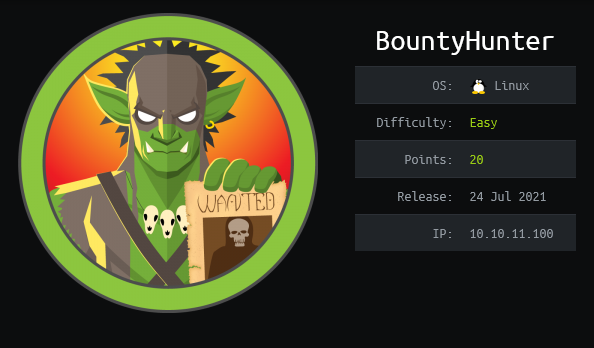 BountyHunter
OS: Linux
Difficulty: Easy
Points: 20
Release: 24 Jul 2021
IP: 10.10.11.100
WANTED